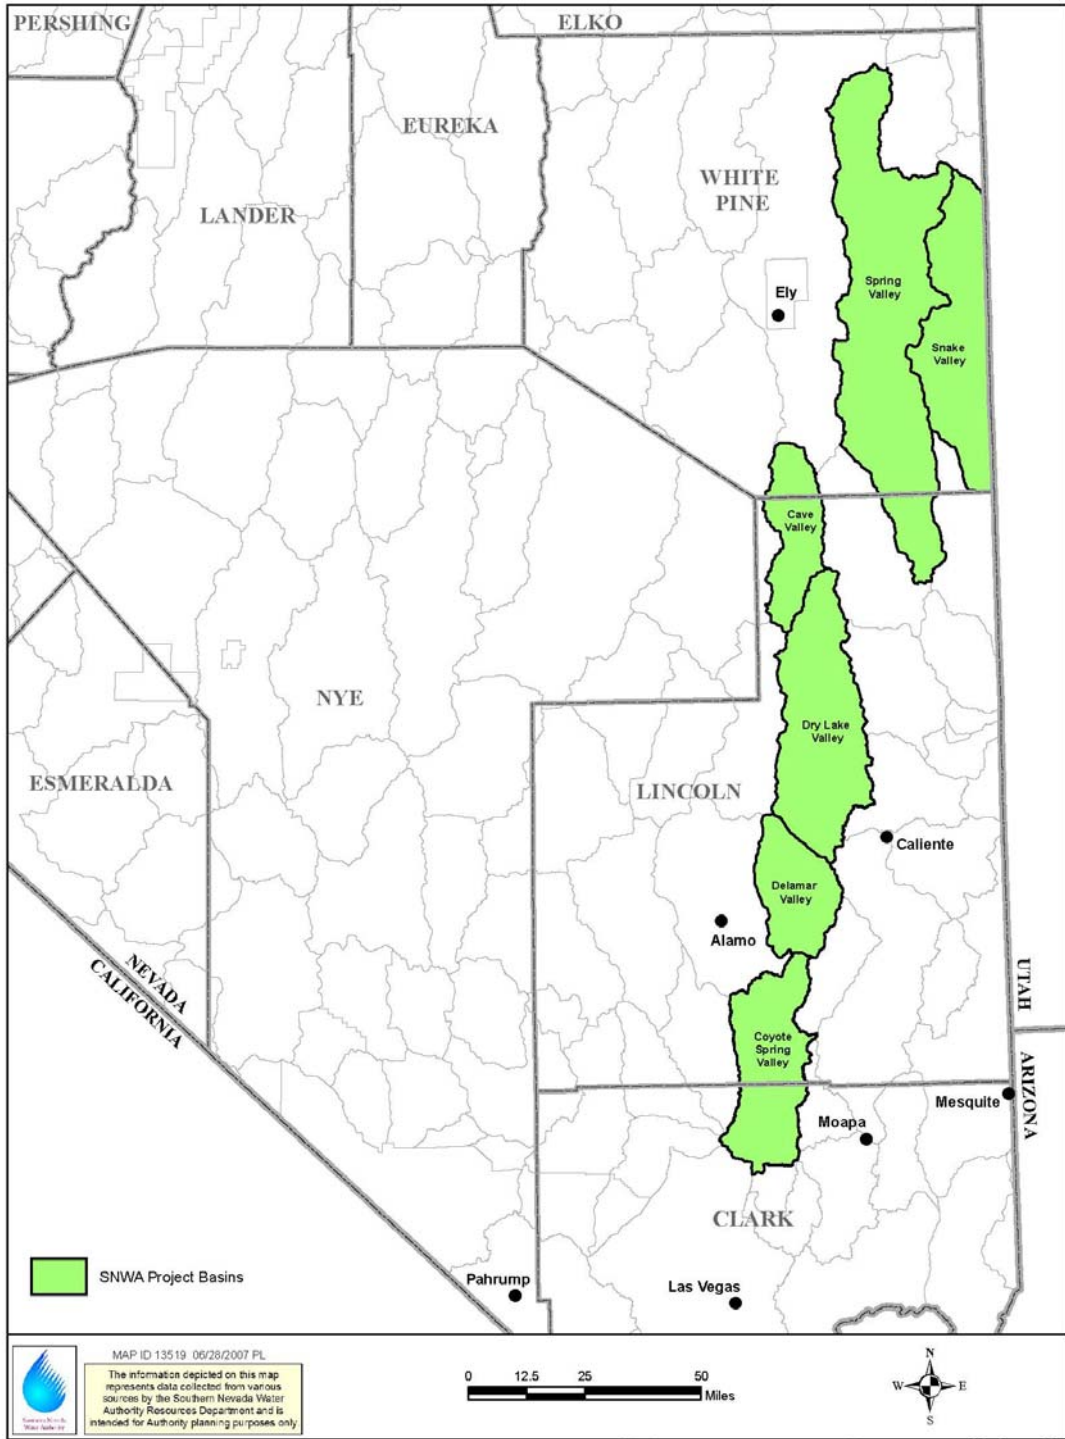 PERSHING
ELKO
EUREKA
LANDER
WHITE
PINE
Ely
Spring
Valley
Snake
Valley
Cave
Valley
NYE
Dry Lake
Valley
ESMERALDA
LINCOLN
Caliente
Delamar
Valley
Alamo
NEVADA
CALIFORNIA
UTAH
ARIZONA
Coyote
Spring
Valley
Mesquite
Moapa
CLARK
SNWA Project Basins
Pahrump
Las Vegas
MAP ID 13519 06/28/2007 PL
The information depicted on this map
represents data collected from various
sources by the Southern Nevada Water
Authority Resources Department and is
intended for Authority planning purposes only
Southern Nevada
Water Authority
0 12.5 25 50
Miles
N
W E
S